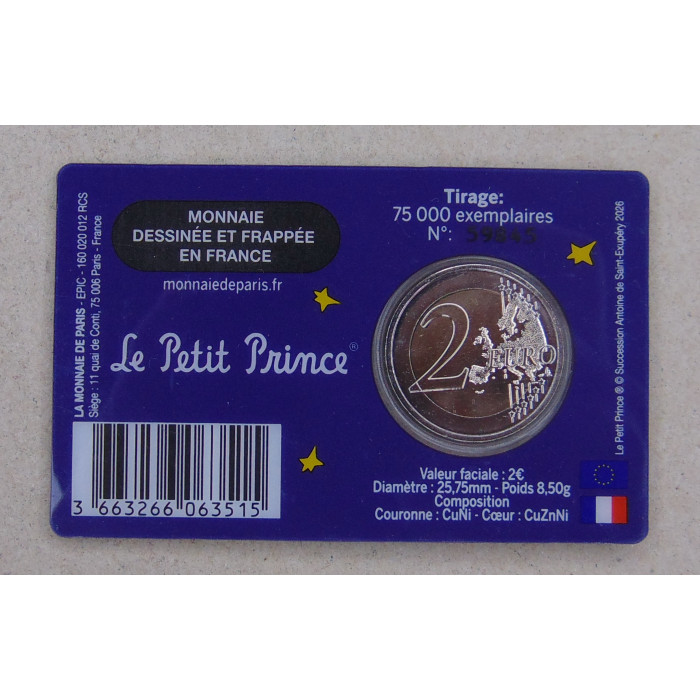 LA MONNAIE DE PARIS - EPIC - 160 020 012 RCS
Siège : 11 quai de Conti, 75 006 Paris - France
MONNAIE
DESSINÉE ET FRAPPÉE
EN FRANCE
monnaiedeparis.fr
Le Petit Prince®
3 663266 063515
Tirage:
75 000 exemplaires
N°:
2 EURO
Valeur faciale : 2€
Diamètre : 25,75mm - Poids 8,50g
Composition
Couronne : CuNi - Cœur : CuZnNi
Le Petit Prince ® © Succession Antoine de Saint-Exupéry 2026